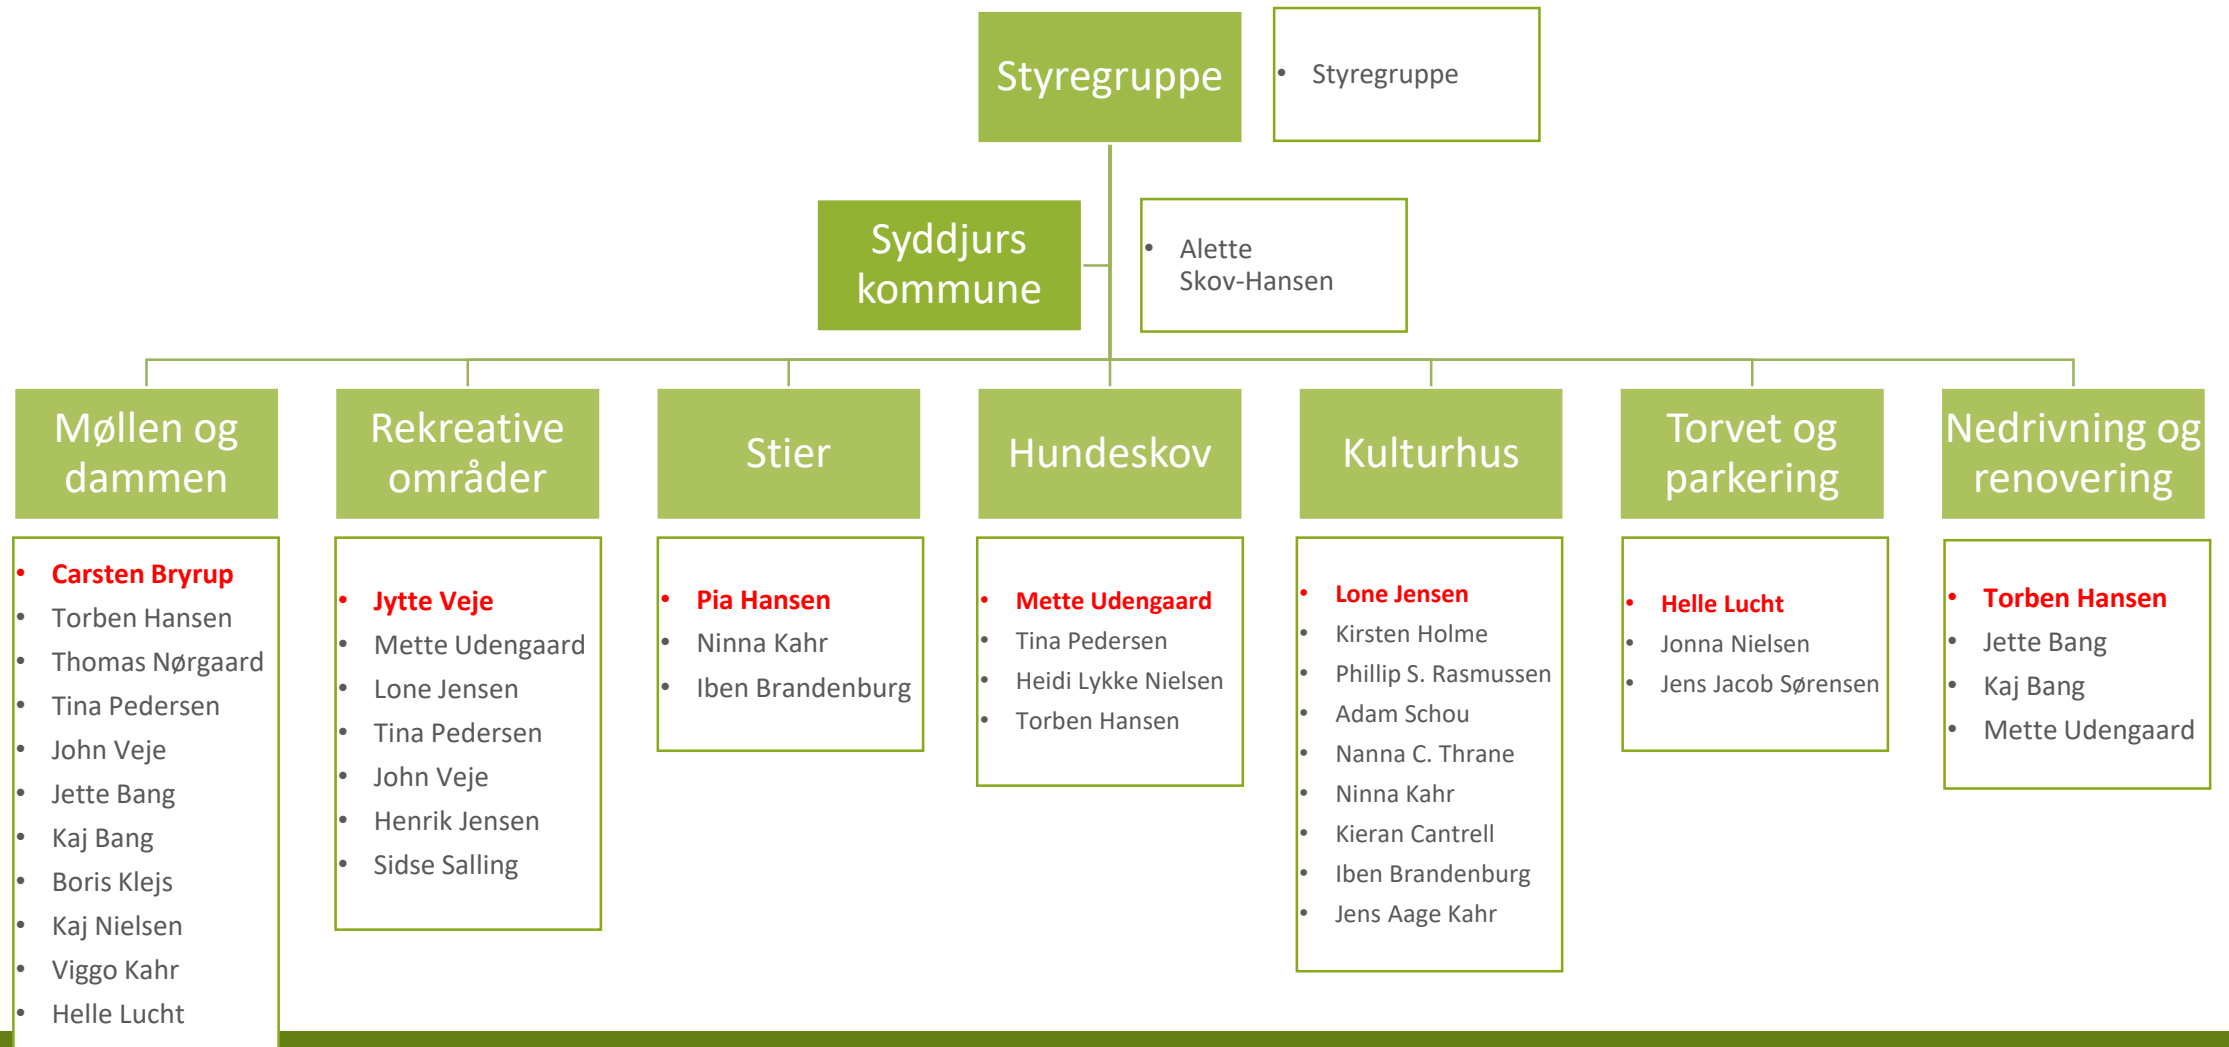 Styregruppe
• Styregruppe
Syddjurs
kommune
• Alette
Skov-Hansen
Møllen og
dammen
• Carsten Bryrup
• Torben Hansen
• Thomas Nørgaard
• Tina Pedersen
• John Veje
• Jette Bang
• Kaj Bang
• Boris Klejs
• Kaj Nielsen
• Viggo Kahr
• Helle Lucht
Rekreative
områder
• Jytte Veje
• Mette Udengaard
• Lone Jensen
• Tina Pedersen
• John Veje
• Henrik Jensen
• Sidse Salling
Stier
• Pia Hansen
• Ninna Kahr
• Iben Brandenburg
Hundeskov
• Mette Udengaard
• Tina Pedersen
• Heidi Lykke Nielsen
• Torben Hansen
Kulturhus
• Lone Jensen
• Kirsten Holme
• Phillip S. Rasmussen
• Adam Schou
• Nanna C. Thrane
• Ninna Kahr
• Kieran Cantrell
• Iben Brandenburg
• Jens Aage Kahr
Torvet og
parkering
• Helle Lucht
• Jonna Nielsen
• Jens Jacob Sørensen
Nedrivning og
renovering
• Torben Hansen
• Jette Bang
• Kaj Bang
• Mette Udengaard